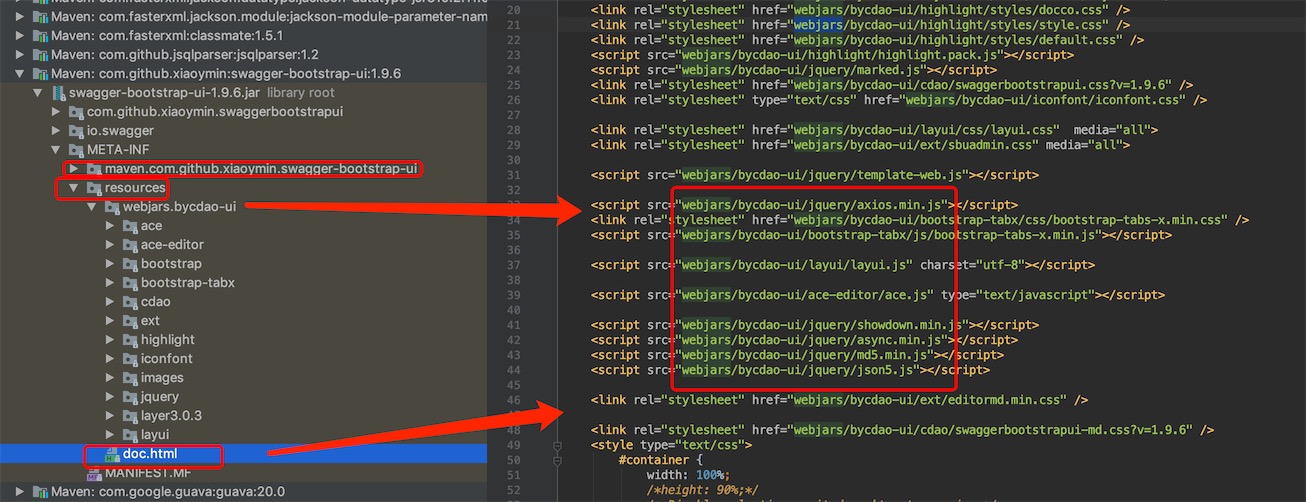 Maven: com.fasterxml.jackson.module:jackson-module-parameter-nam
Maven: com.fasterxml:classmate:1.5.1
Maven: com.github.jsqlparser:jsqlparser:1.2
Maven: com.github.xiaoymin:swagger-bootstrap-ui:1.9.6
swagger-bootstrap-ui-1.9.6.jar library root
com.github.xiaoymin.swaggerbootstrapui
io.swagger
META-INF
maven.com.github.xiaoymin.swagger-bootstrap-ui
resources
webjars.bycdao-ui
ace
ace-editor
bootstrap
bootstrap-tabx
cdao
ext
highlight
iconfont
images
jquery
layer3.0.3
layui
doc.html
MANIFEST.MF
Maven: com.google.guava:guava:20.0
20 <link rel="stylesheet" href="webjars/bycdao-ui/highlight/styles/docco.css" />
21 <link rel="stylesheet" href="webjars/bycdao-ui/highlight/styles/style.css" />
22 <link rel="stylesheet" href="webjars/bycdao-ui/highlight/styles/default.css" />
23 <script src="webjars/bycdao-ui/highlight/highlight.pack.js"></script>
24 <script src="webjars/bycdao-ui/jquery/marked.js"></script>
25 <link rel="stylesheet" href="webjars/bycdao-ui/cdao/swaggerbootstrapui.css?v=1.9.6" />
26 <link rel="stylesheet" type="text/css" href="webjars/bycdao-ui/iconfont/iconfont.css" />
27
28 <link rel="stylesheet" href="webjars/bycdao-ui/layui/css/layui.css"  media="all">
29 <link rel="stylesheet" href="webjars/bycdao-ui/ext/sbuadmin.css" media="all">
30
31 <script src="webjars/bycdao-ui/jquery/template-web.js"></script>
32
<script src="webjars/bycdao-ui/jquery/axios.min.js"></script>
34 <link rel="stylesheet" href="webjars/bycdao-ui/bootstrap-tabx/css/bootstrap-tabs-x.min.css" />
35 <script src="webjars/bycdao-ui/bootstrap-tabx/js/bootstrap-tabs-x.min.js"></script>
36
37 <script src="webjars/bycdao-ui/layui/layui.js" charset="utf-8"></script>
38
39 <script src="webjars/bycdao-ui/ace-editor/ace.js" type="text/javascript"></script>
40
41 <script src="webjars/bycdao-ui/jquery/showdown.min.js"></script>
42 <script src="webjars/bycdao-ui/jquery/async.min.js"></script>
43 <script src="webjars/bycdao-ui/jquery/md5.min.js"></script>
44 <script src="webjars/bycdao-ui/jquery/json5.js"></script>
45
46 <link rel="stylesheet" href="webjars/bycdao-ui/ext/editormd.min.css" />
48 <link rel="stylesheet" href="webjars/bycdao-ui/cdao/swaggerbootstrapui-md.css?v=1.9.6" />
49 <style type="text/css">
50 #container {
51 width: 100%;
52 /*height: 90%;*/